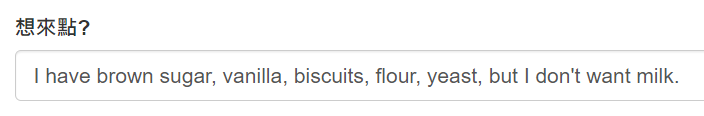 想來點?
I have brown sugar, vanilla, biscuits, flour, yeast, but I don't want milk.